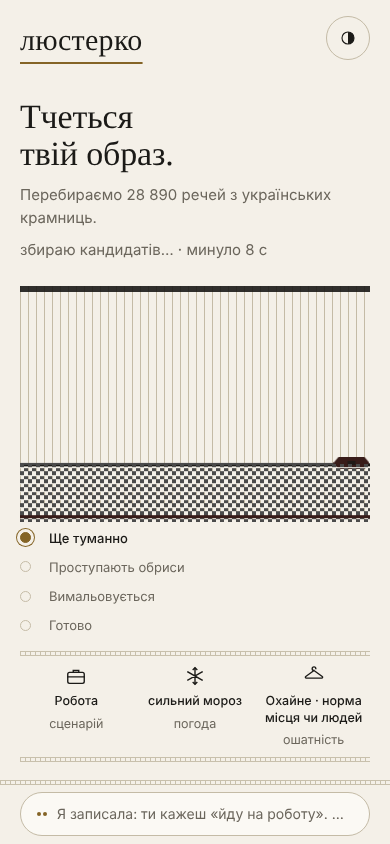 люстерко
Тчеться
твій образ.
Перебираємо 28 890 речей з українських
крамниць.
збираю кандидатів... · минуло 8 с
Ще туманно
Проступають обриси
Вимальовується
Готово
Робота
сценарій
сильний мороз
погода
Охайне · норма
місця чи людей
ошатність
Я записала: ти кажеш «йду на роботу». ...